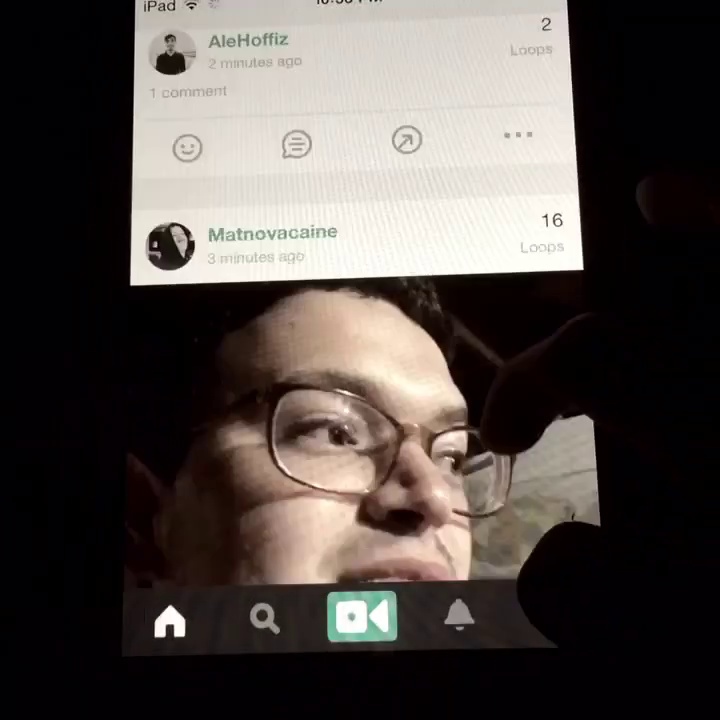 iPad
AleHoffiz
2
2 minutes ago
Loops
1 comment
Matnovacaine
16
3 minutes ago
Loops